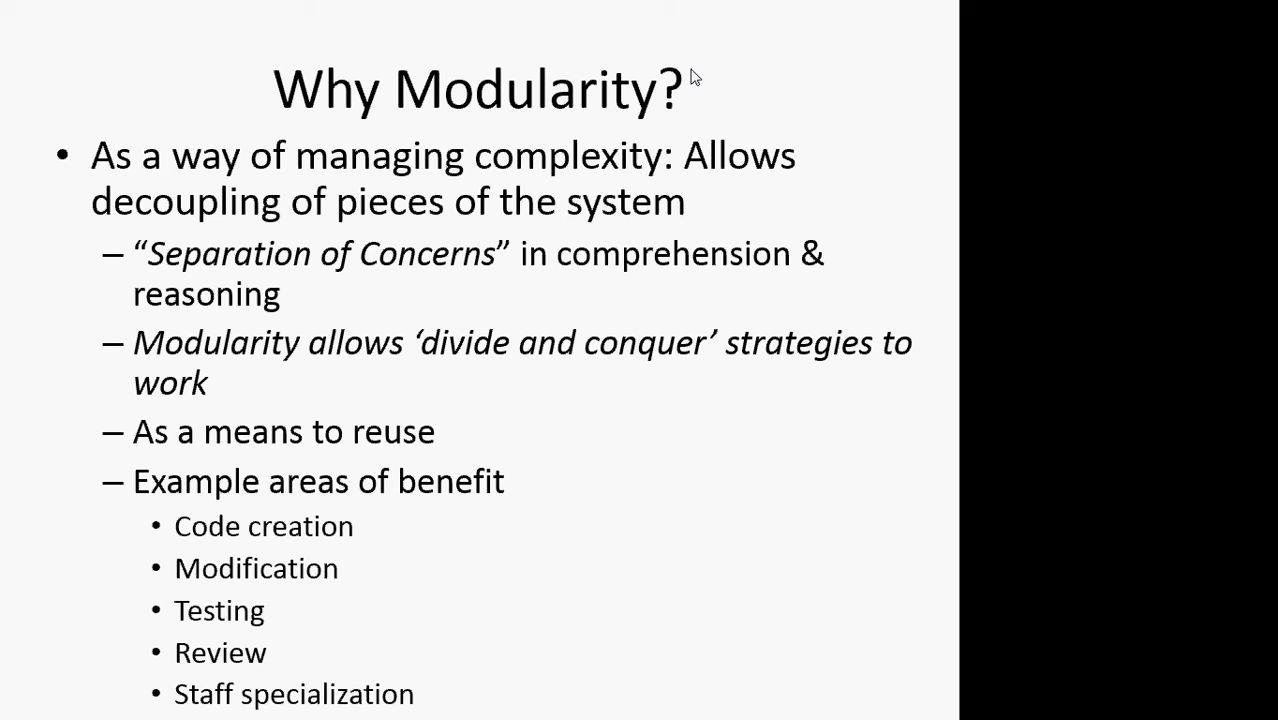 Why Modularity?
• As a way of managing complexity: Allows
decoupling of pieces of the system
– “Separation of Concerns” in comprehension &
reasoning
– Modularity allows ‘divide and conquer’ strategies to
work
– As a means to reuse
– Example areas of benefit
• Code creation
• Modification
• Testing
• Review
• Staff specialization